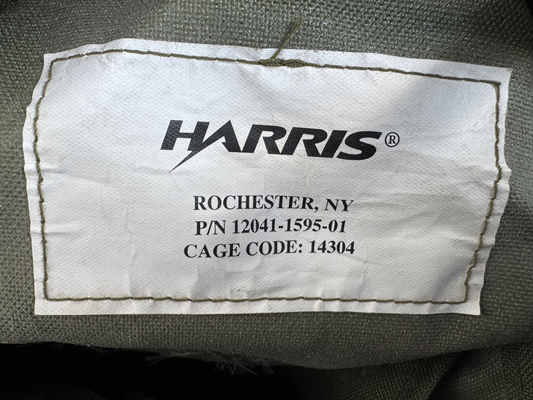 HARRIS®
ROCHESTER, NY
P/N 12041-1595-01
CAGE CODE: 14304